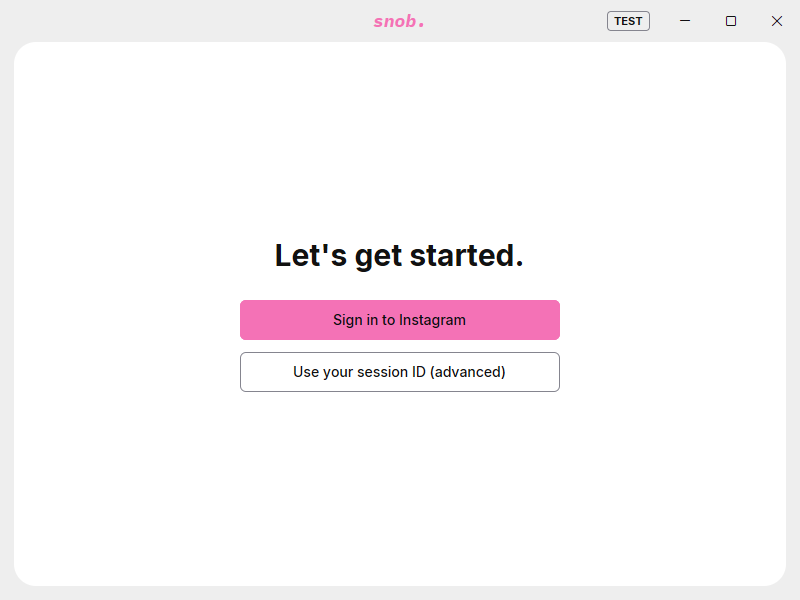 snob.
TEST
Let's get started.
Sign in to Instagram
Use your session ID (advanced)